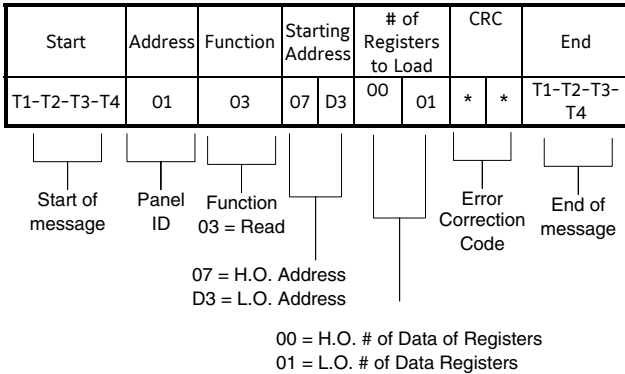 Start Address Function Starting Address # of Registers to Load CRC End
T1-T2-T3-T4 01 03 07 D3 00 01 * * T1-T2-T3-T4
Start of message
Panel ID
Function
03 = Read
Error Correction Code
End of message
07 = H.O. Address
D3 = L.O. Address
00 = H.O. # of Data of Registers
01 = L.O. # of Data Registers